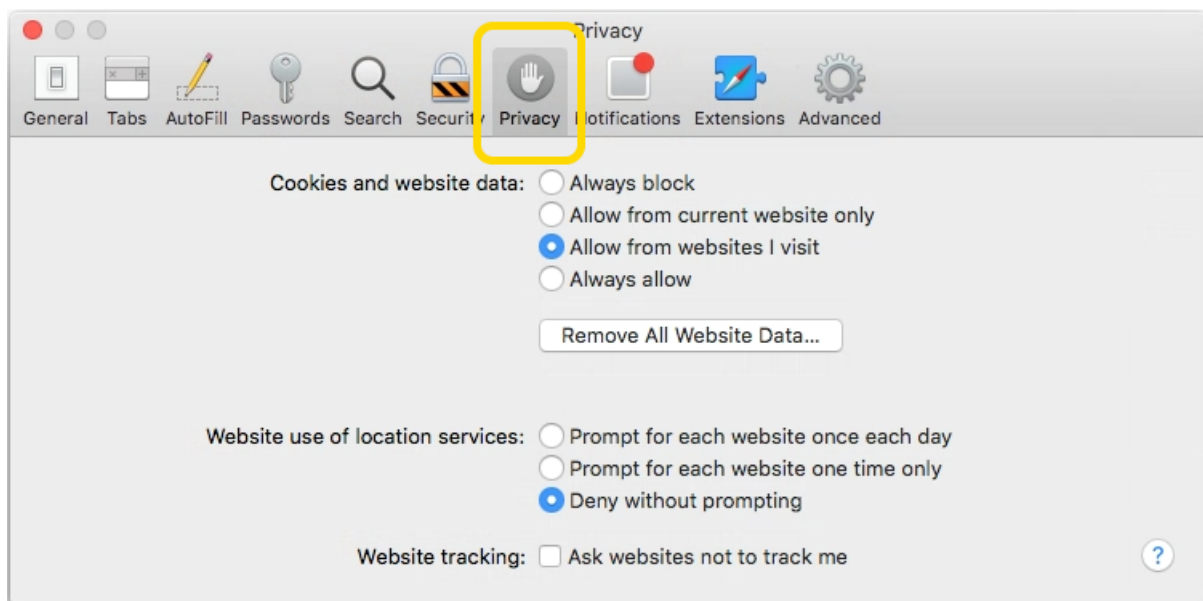 Privacy
General Tabs AutoFill Passwords Search Security Privacy Notifications Extensions Advanced
Cookies and website data: Always block
Allow from current website only
Allow from websites I visit
Always allow
Remove All Website Data...
Website use of location services: Prompt for each website once each day
Prompt for each website one time only
Deny without prompting
Website tracking: Ask websites not to track me ?